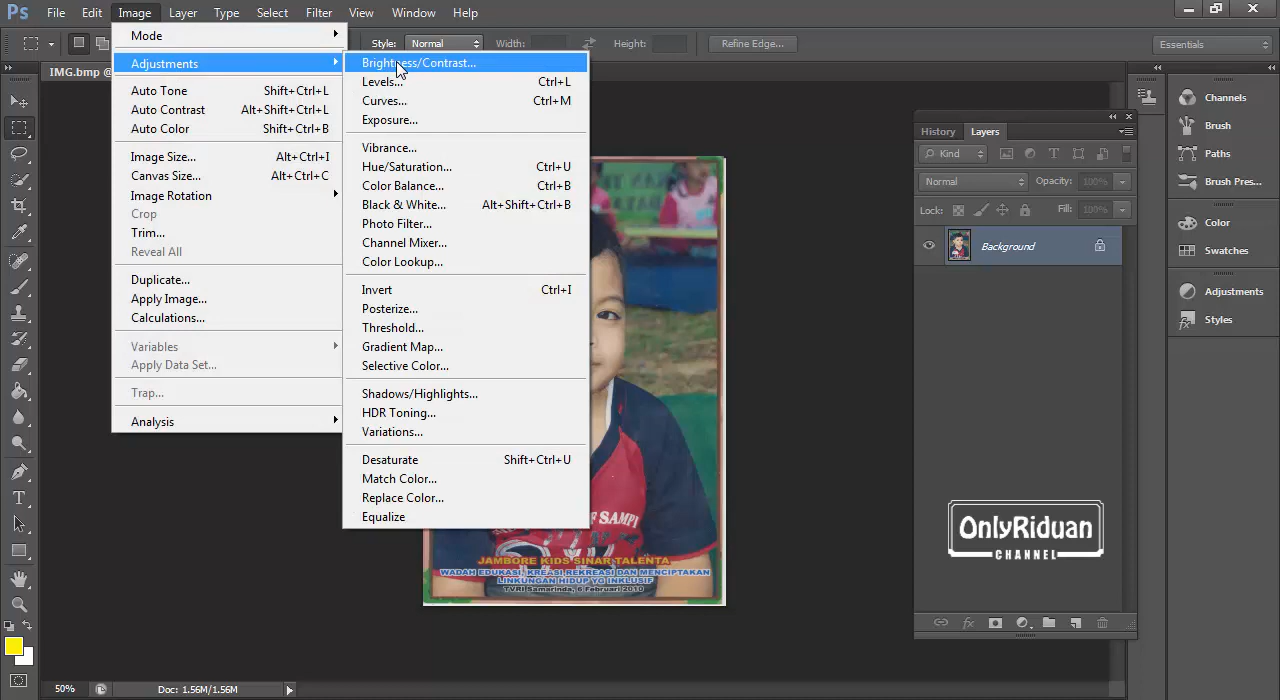 Ps File Edit Image Layer Type Select Filter View Window Help
Style: Normal Width: Height: Refine Edge... Essentials
IMG.bmp @
Mode
Adjustments
Auto Tone Shift+Ctrl+L
Auto Contrast Alt+Shift+Ctrl+L
Auto Color Shift+Ctrl+B
Image Size... Alt+Ctrl+I
Canvas Size... Alt+Ctrl+C
Image Rotation
Crop
Trim...
Reveal All
Duplicate...
Apply Image...
Calculations...
Variables
Apply Data Set...
Trap...
Analysis
Brightness/Contrast...
Levels... Ctrl+L
Curves... Ctrl+M
Exposure...
Vibrance...
Hue/Saturation... Ctrl+U
Color Balance... Ctrl+B
Black & White... Alt+Shift+Ctrl+B
Photo Filter...
Channel Mixer...
Color Lookup...
Invert Ctrl+I
Posterize...
Threshold...
Gradient Map...
Selective Color...
Shadows/Highlights...
HDR Toning...
Variations...
Desaturate Shift+Ctrl+U
Match Color...
Replace Color...
Equalize
SAMPI
JAMBORE KIDS SINAR TALENTA
WADAH EDUKASI, KREASI, REKREASI DAN MENCIPTAKAN
LINKUNGAN HIDUP YG INKLUSIF
TVRI Samarinda, 6 Februari 2010
History Layers
Kind
Normal Opacity: 100%
Lock: Fill: 100%
Background
Channels
Brush
Paths
Brush Pres...
Color
Swatches
Adjustments
Styles
OnlyRiduan
CHANNEL
50% Doc: 1.56M/1.56M